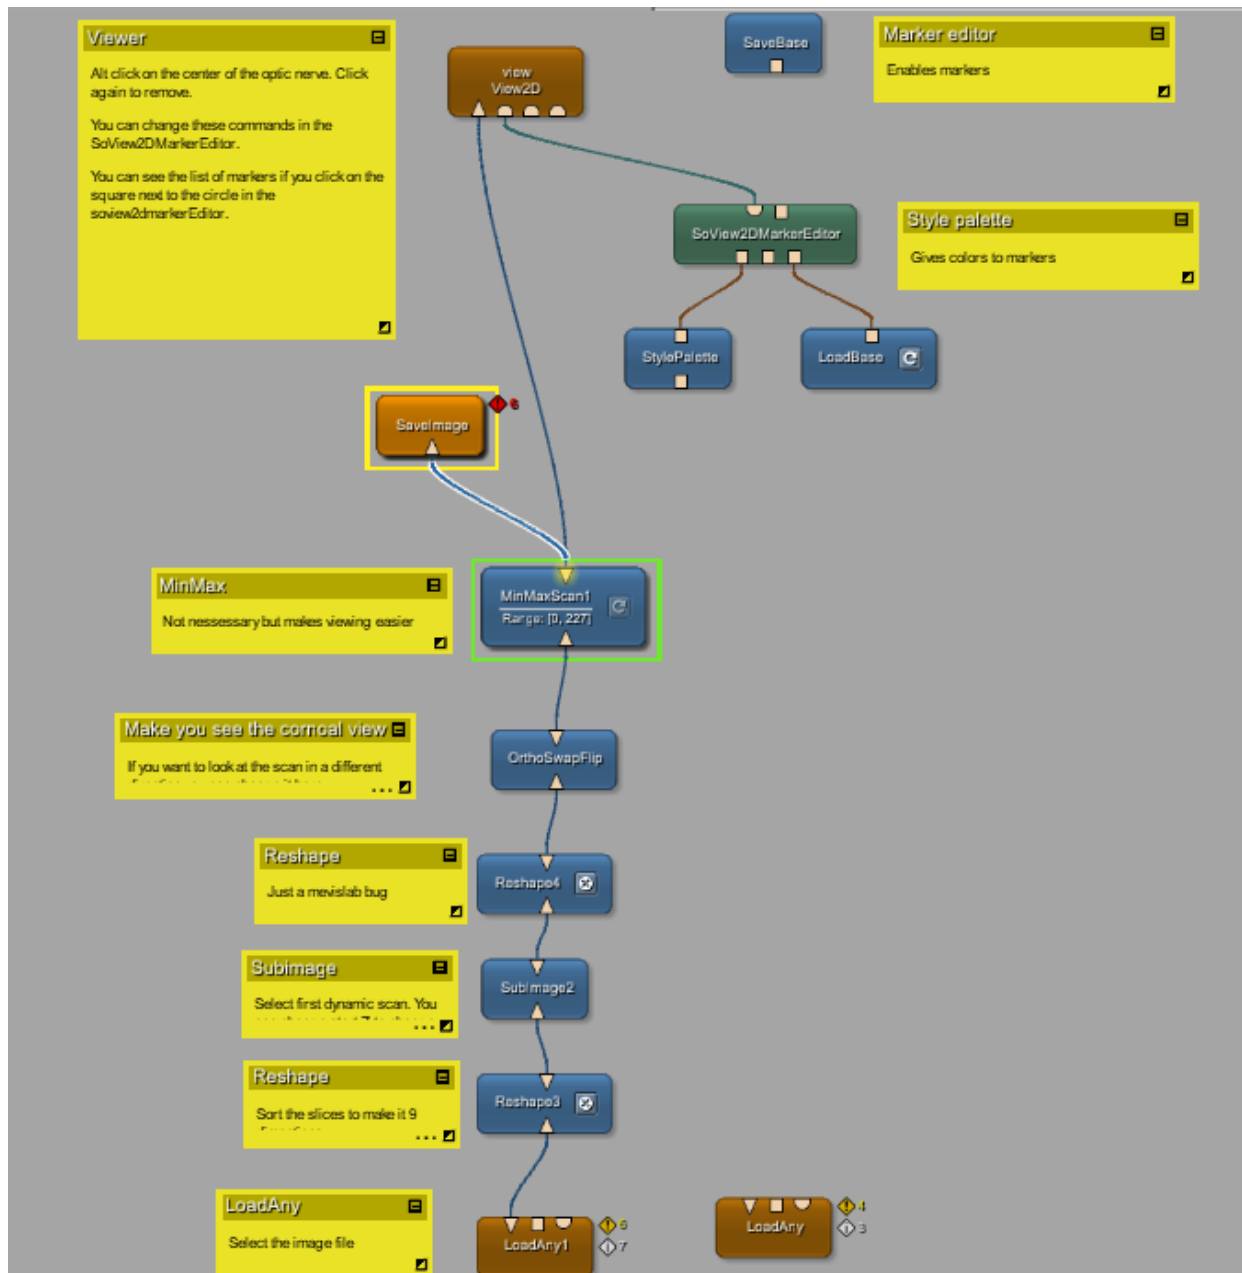 Viewer
Alt click on the center of the optic nerve. Click
again to remove.
You can change these commands in the
SoView2DMarkerEditor.
You can see the list of markers if you click on the
square next to the circle in the
soview2dmarkerEditor.
view
View2D
SaveBase
Marker editor
Enables markers
SoView2DMarkerEditor
Style palette
Gives colors to markers
StylePalette
LoadBase
SaveImage
6
MinMax
Not nessessary but makes viewing easier
MinMaxScan1
Range: [0, 227]
Make you see the cornoal view
If you want to look at the scan in a different
...
OrthoSwapFlip
Reshape
Just a mevislab bug
Reshape4
Subimage
Select first dynamic scan. You
...
SubImage2
Reshape
Sort the slices to make it 9
...
Reshape3
LoadAny
Select the image file
LoadAny1
6
7
LoadAny
4
3